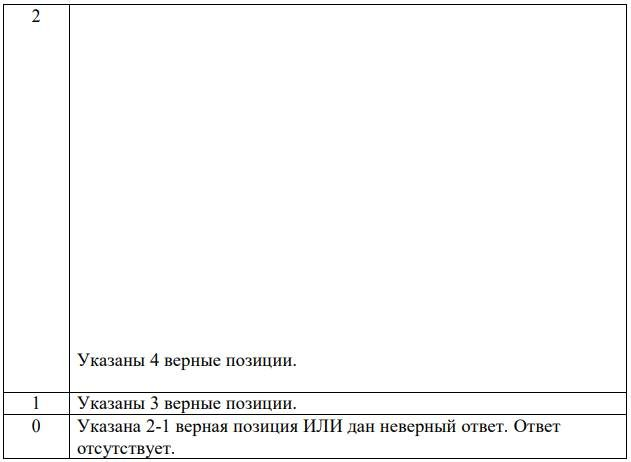 2
Указаны 4 верные позиции.
1 Указаны 3 верные позиции.
0 Указана 2-1 верная позиция ИЛИ дан неверный ответ. Ответ
отсутствует.